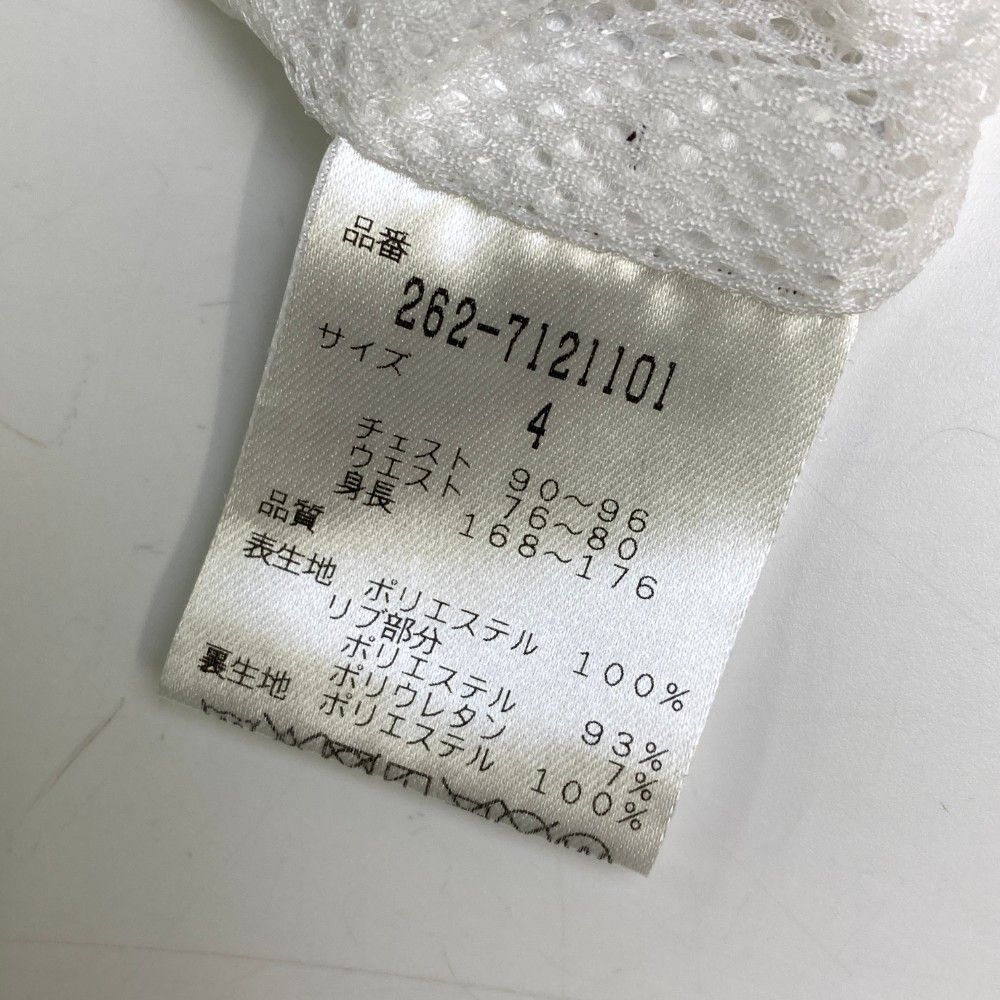 品番
262-7121101
サイズ
4
チェスト 90～96
ウエスト 76～80
身長 168～176
品質
表生地 ポリエステル 100%
リブ部分
ポリエステル 93%
ポリウレタン 7%
裏生地 ポリエステル 100%